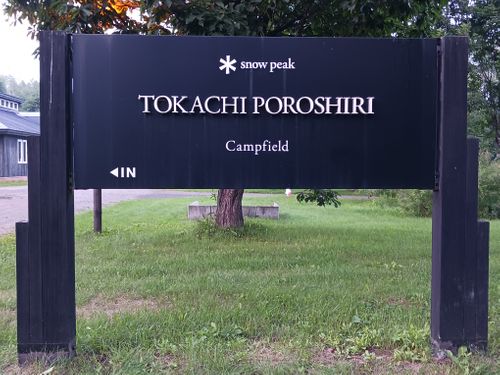 snow peak
TOKACHI POROSHIRI
Campfield
◀IN